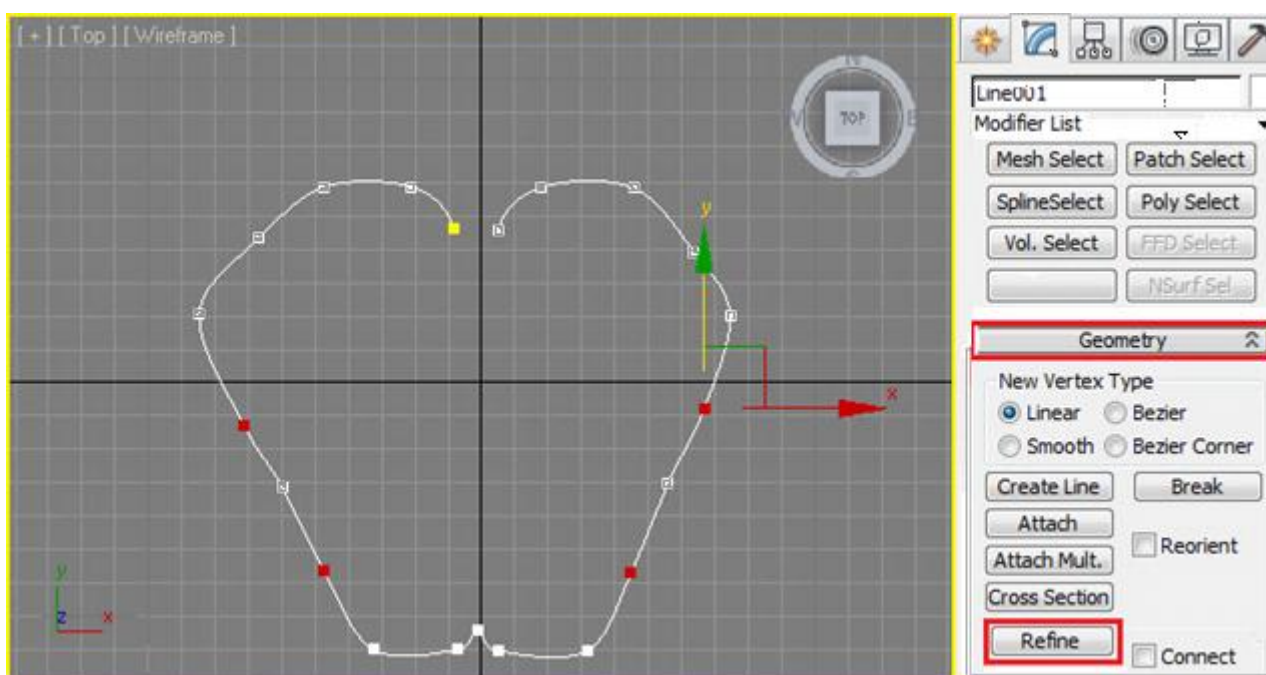 [ + ] [ Top ] [ Wireframe ]
N
TOP
E
y
x
y
z
x
Line001
Modifier List
Mesh Select Patch Select
SplineSelect Poly Select
Vol. Select FFD Select
NSurf Sel
Geometry
New Vertex Type
Linear Bezier
Smooth Bezier Corner
Create Line Break
Attach
Reorient
Attach Mult.
Cross Section
Refine
Connect